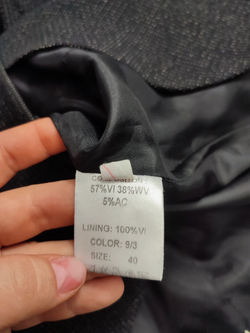 57%VI 38%WV
5%AC
LINING: 100%VI
COLOR: 9/3
SIZE: 40